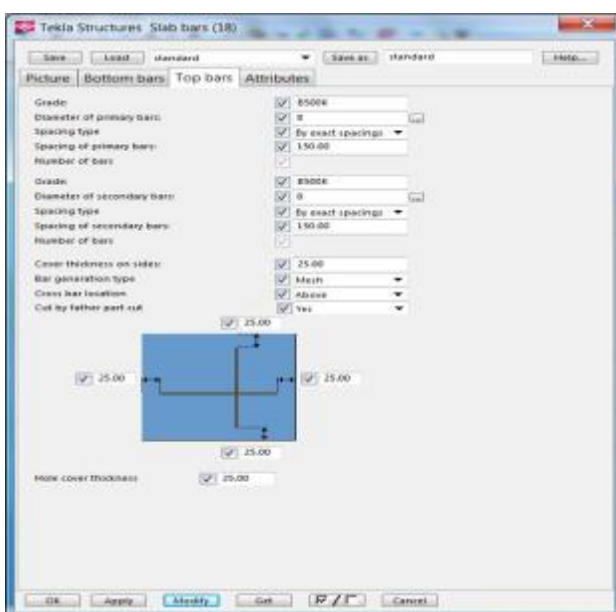 Tekla Structures Slab bars (18)
Save Load standard Save as standard Help...
Picture Bottom bars Top bars Attributes
Grade B500K
Diameter of primary bars: 8 ...
Spacing type By exact spacings
Spacing of primary bars: 150.00
Number of bars
Grade: B500K
Diameter of secondary bars: 8 ...
Spacing type By exact spacings
Spacing of secondary bars: 150.00
Number of bars
Cover thickness on sides: 25.00
Bar generation type Mesh
Cross bar location Above
Cut by father part cut Yes
25.00
25.00 25.00
25.00
Hole cover thickness 25.00
OK Apply Modify Get Cancel